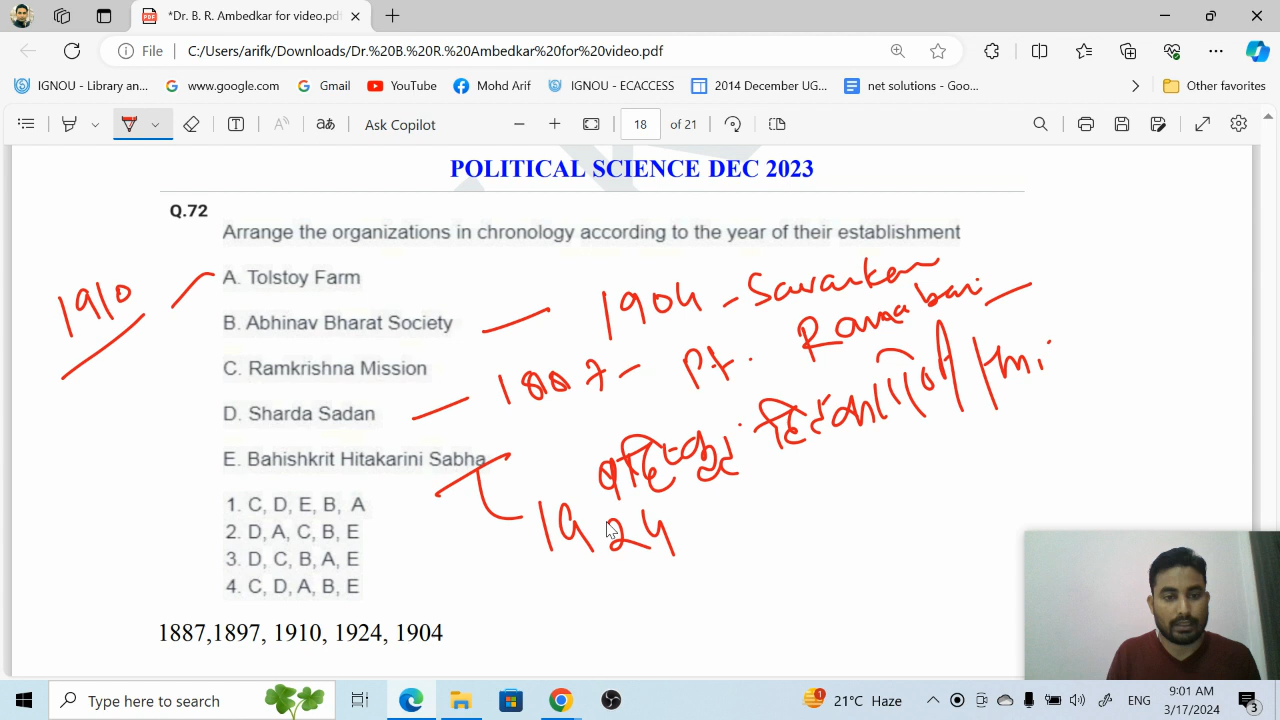 *Dr. B. R. Ambedkar for video.pdf
File C:/Users/arifk/Downloads/Dr.%20B.%20R.%20Ambedkar%20for%20video.pdf
IGNOU - Library an... www.google.com Gmail YouTube Mohd Arif IGNOU - ECACCESS 2014 December UG... net solutions - Goo... Other favorites
Ask Copilot 18 of 21
POLITICAL SCIENCE DEC 2023
Q.72
Arrange the organizations in chronology according to the year of their establishment
1910 A. Tolstoy Farm
B. Abhinav Bharat Society 1904 - Savarkar
C. Ramkrishna Mission
D. Sharda Sadan 1887 - Pt. Ramabai
E. Bahishkrit Hitakarini Sabha
1924
1. C, D, E, B, A
2. D, A, C, B, E
3. D, C, B, A, E
4. C, D, A, B, E
1887,1897, 1910, 1924, 1904
Type here to search 1 21°C Haze ENG 9:01 AM
3/17/2024 3